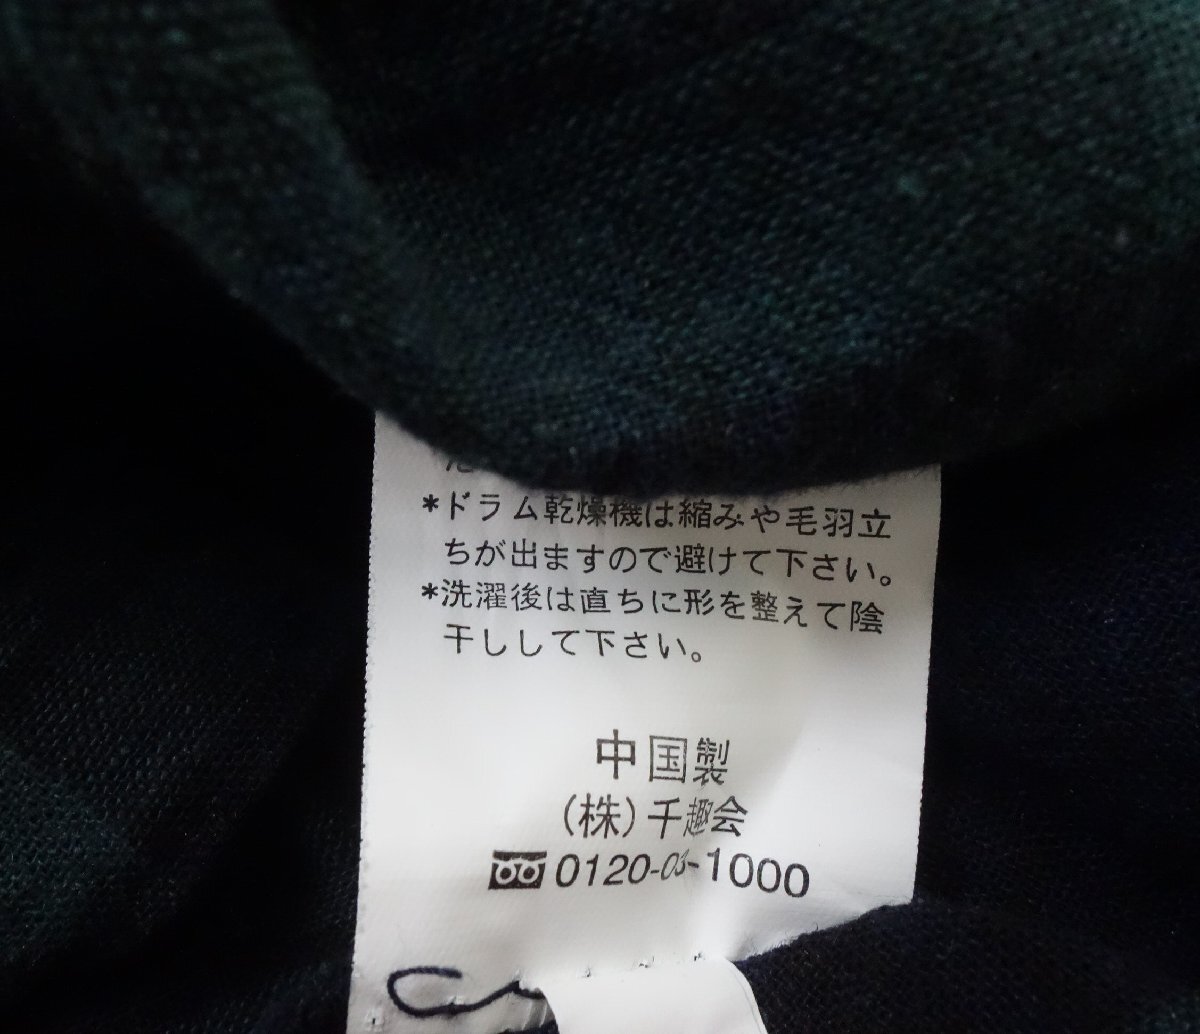 *ドラム乾燥機は縮みや毛羽立
ちが出ますので避けて下さい。
*洗濯後は直ちに形を整えて陰
干しして下さい。
中国製
(株)千趣会
0120-03-1000